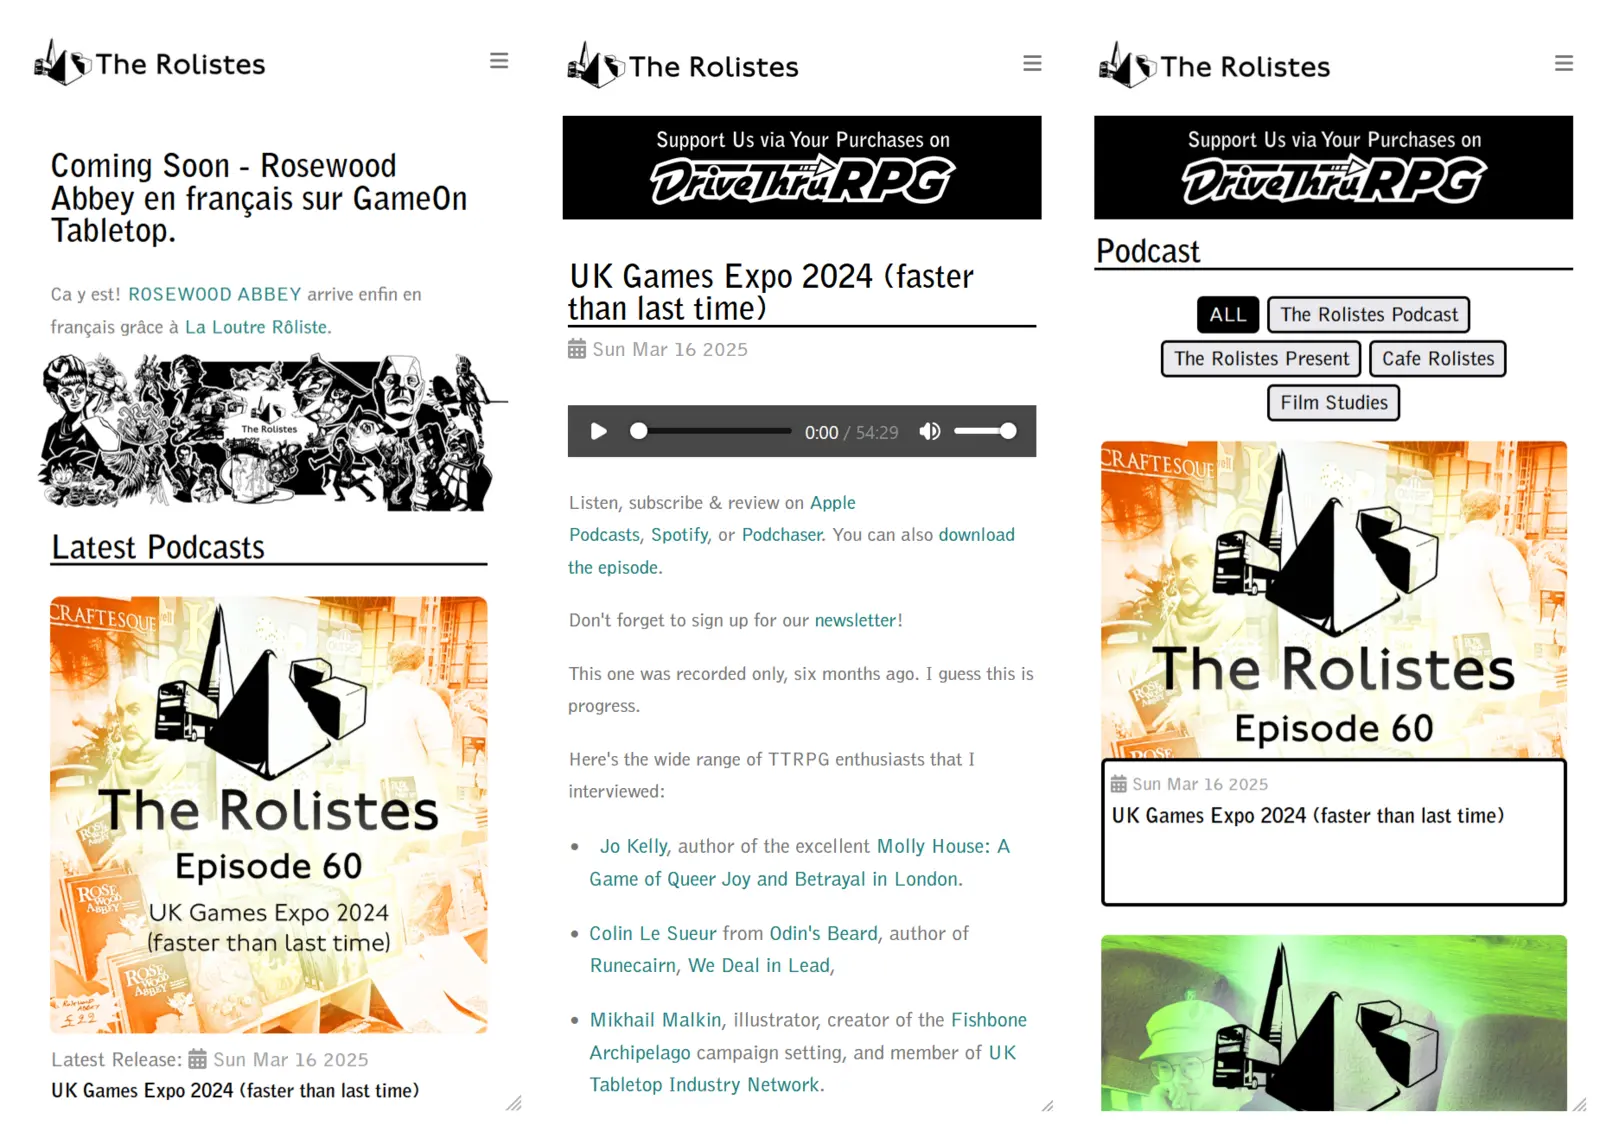 The Rolistes
Coming Soon - Rosewood
Abbey en français sur GameOn
Tabletop.
Ca y est! ROSEWOOD ABBEY arrive enfin en
français grâce à La Loutre Rôliste.
The Rolistes
Latest Podcasts
CRAFTESQUE
The Rolistes
Episode 60
ROSE
WOOD
ABBEY
UK Games Expo 2024
(faster than last time)
ROSE
WOOD
ABBEY
£22
Latest Release: Sun Mar 16 2025
UK Games Expo 2024 (faster than last time)
The Rolistes
Support Us via Your Purchases on
DriveThruRPG
UK Games Expo 2024 (faster
than last time)
Sun Mar 16 2025
0:00 / 54:29
Listen, subscribe & review on Apple
Podcasts, Spotify, or Podchaser. You can also download
the episode.
Don't forget to sign up for our newsletter!
This one was recorded only, six months ago. I guess this is
progress.
Here's the wide range of TTRPG enthusiasts that I
interviewed:
• Jo Kelly, author of the excellent Molly House: A
Game of Queer Joy and Betrayal in London.
• Colin Le Sueur from Odin's Beard, author of
Runecairn, We Deal in Lead,
• Mikhail Malkin, illustrator, creator of the Fishbone
Archipelago campaign setting, and member of UK
Tabletop Industry Network.
The Rolistes
Support Us via Your Purchases on
DriveThruRPG
Podcast
ALL
The Rolistes Podcast
The Rolistes Present
Cafe Rolistes
Film Studies
CRAFTESQUE
The Rolistes
Episode 60
Sun Mar 16 2025
UK Games Expo 2024 (faster than last time)